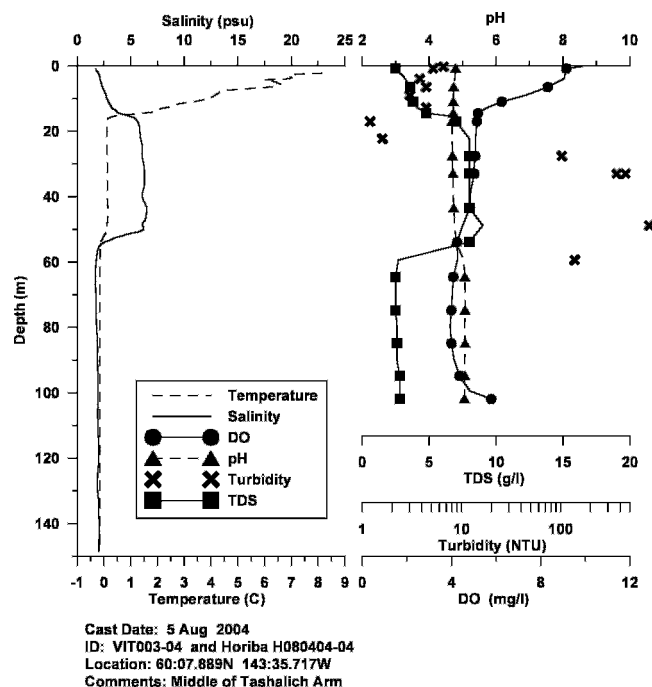 Salinity (psu)
0 5 10 15 20 25
pH
2 4 6 8 10
0
20
40
60
80
100
120
140
Depth (m)
Temperature
Salinity
DO
pH
Turbidity
TDS
-1 0 1 2 3 4 5 6 7 8 9
Temperature (C)
0 5 10 15 20
TDS (g/l)
1 10 100
Turbidity (NTU)
0 4 8 12
DO (mg/l)
Cast Date: 5 Aug 2004
ID: VIT003-04 and Horiba H080404-04
Location: 60:07.889N 143:35.717W
Comments: Middle of Tashalich Arm